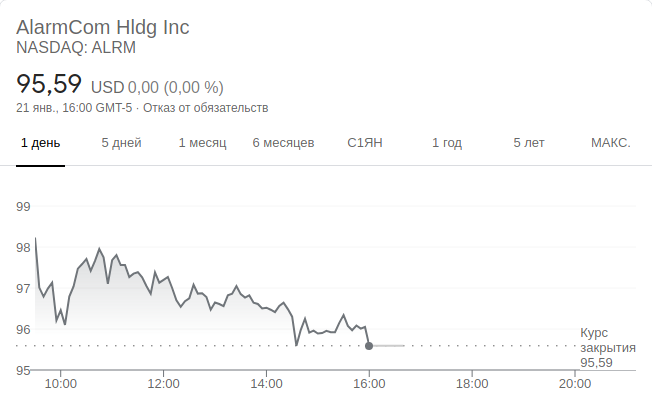 AlarmCom Hldg Inc
NASDAQ: ALRM
95,59 USD 0,00 (0,00 %)
21 янв., 16:00 GMT-5 · Отказ от обязательств
1 день 5 дней 1 месяц 6 месяцев С1ЯН 1 год 5 лет МАКС.
99
98
97
96
95
Курс
закрытия
95,59
10:00 12:00 14:00 16:00 18:00 20:00